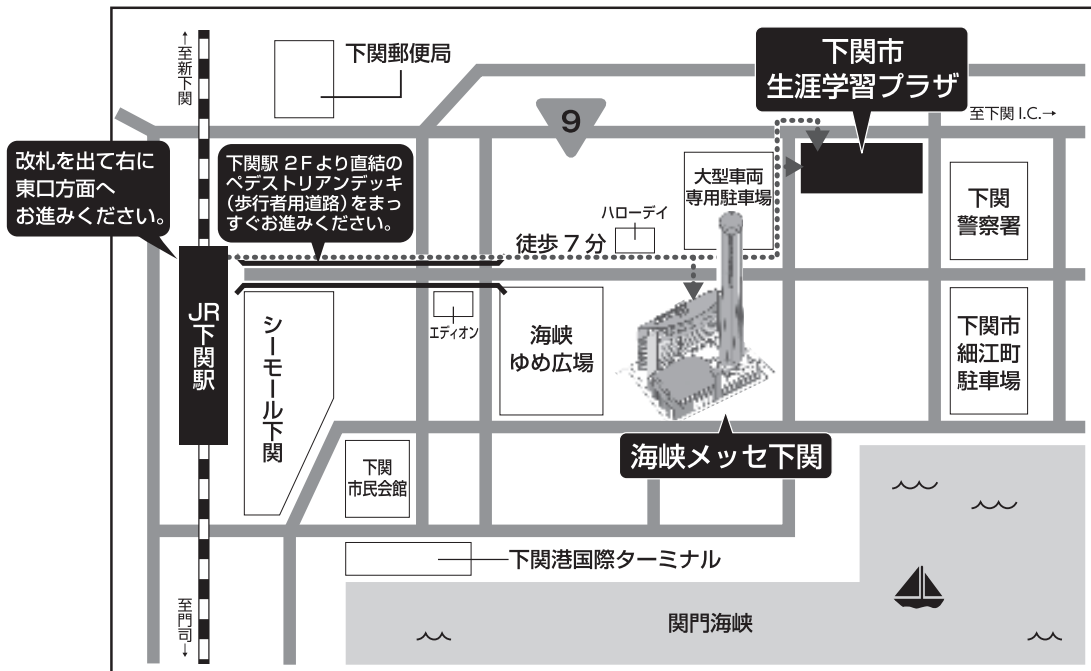 ←至新下関
下関郵便局
下関市
生涯学習プラザ
至下関 I.C.→
9
改札を出て右に
東口方面へ
お進みください。
下関駅 2Fより直結の
ペデストリアンデッキ
(歩行者用道路)をまっ
すぐお進みください。
大型車両
専用駐車場
下関
警察署
ハローデイ
徒歩 7 分
JR下関駅
シーモール下関
エディオン
海峡
ゆめ広場
下関市
細江町
駐車場
海峡メッセ下関
下関
市民会館
下関港国際ターミナル
至門司→
関門海峡